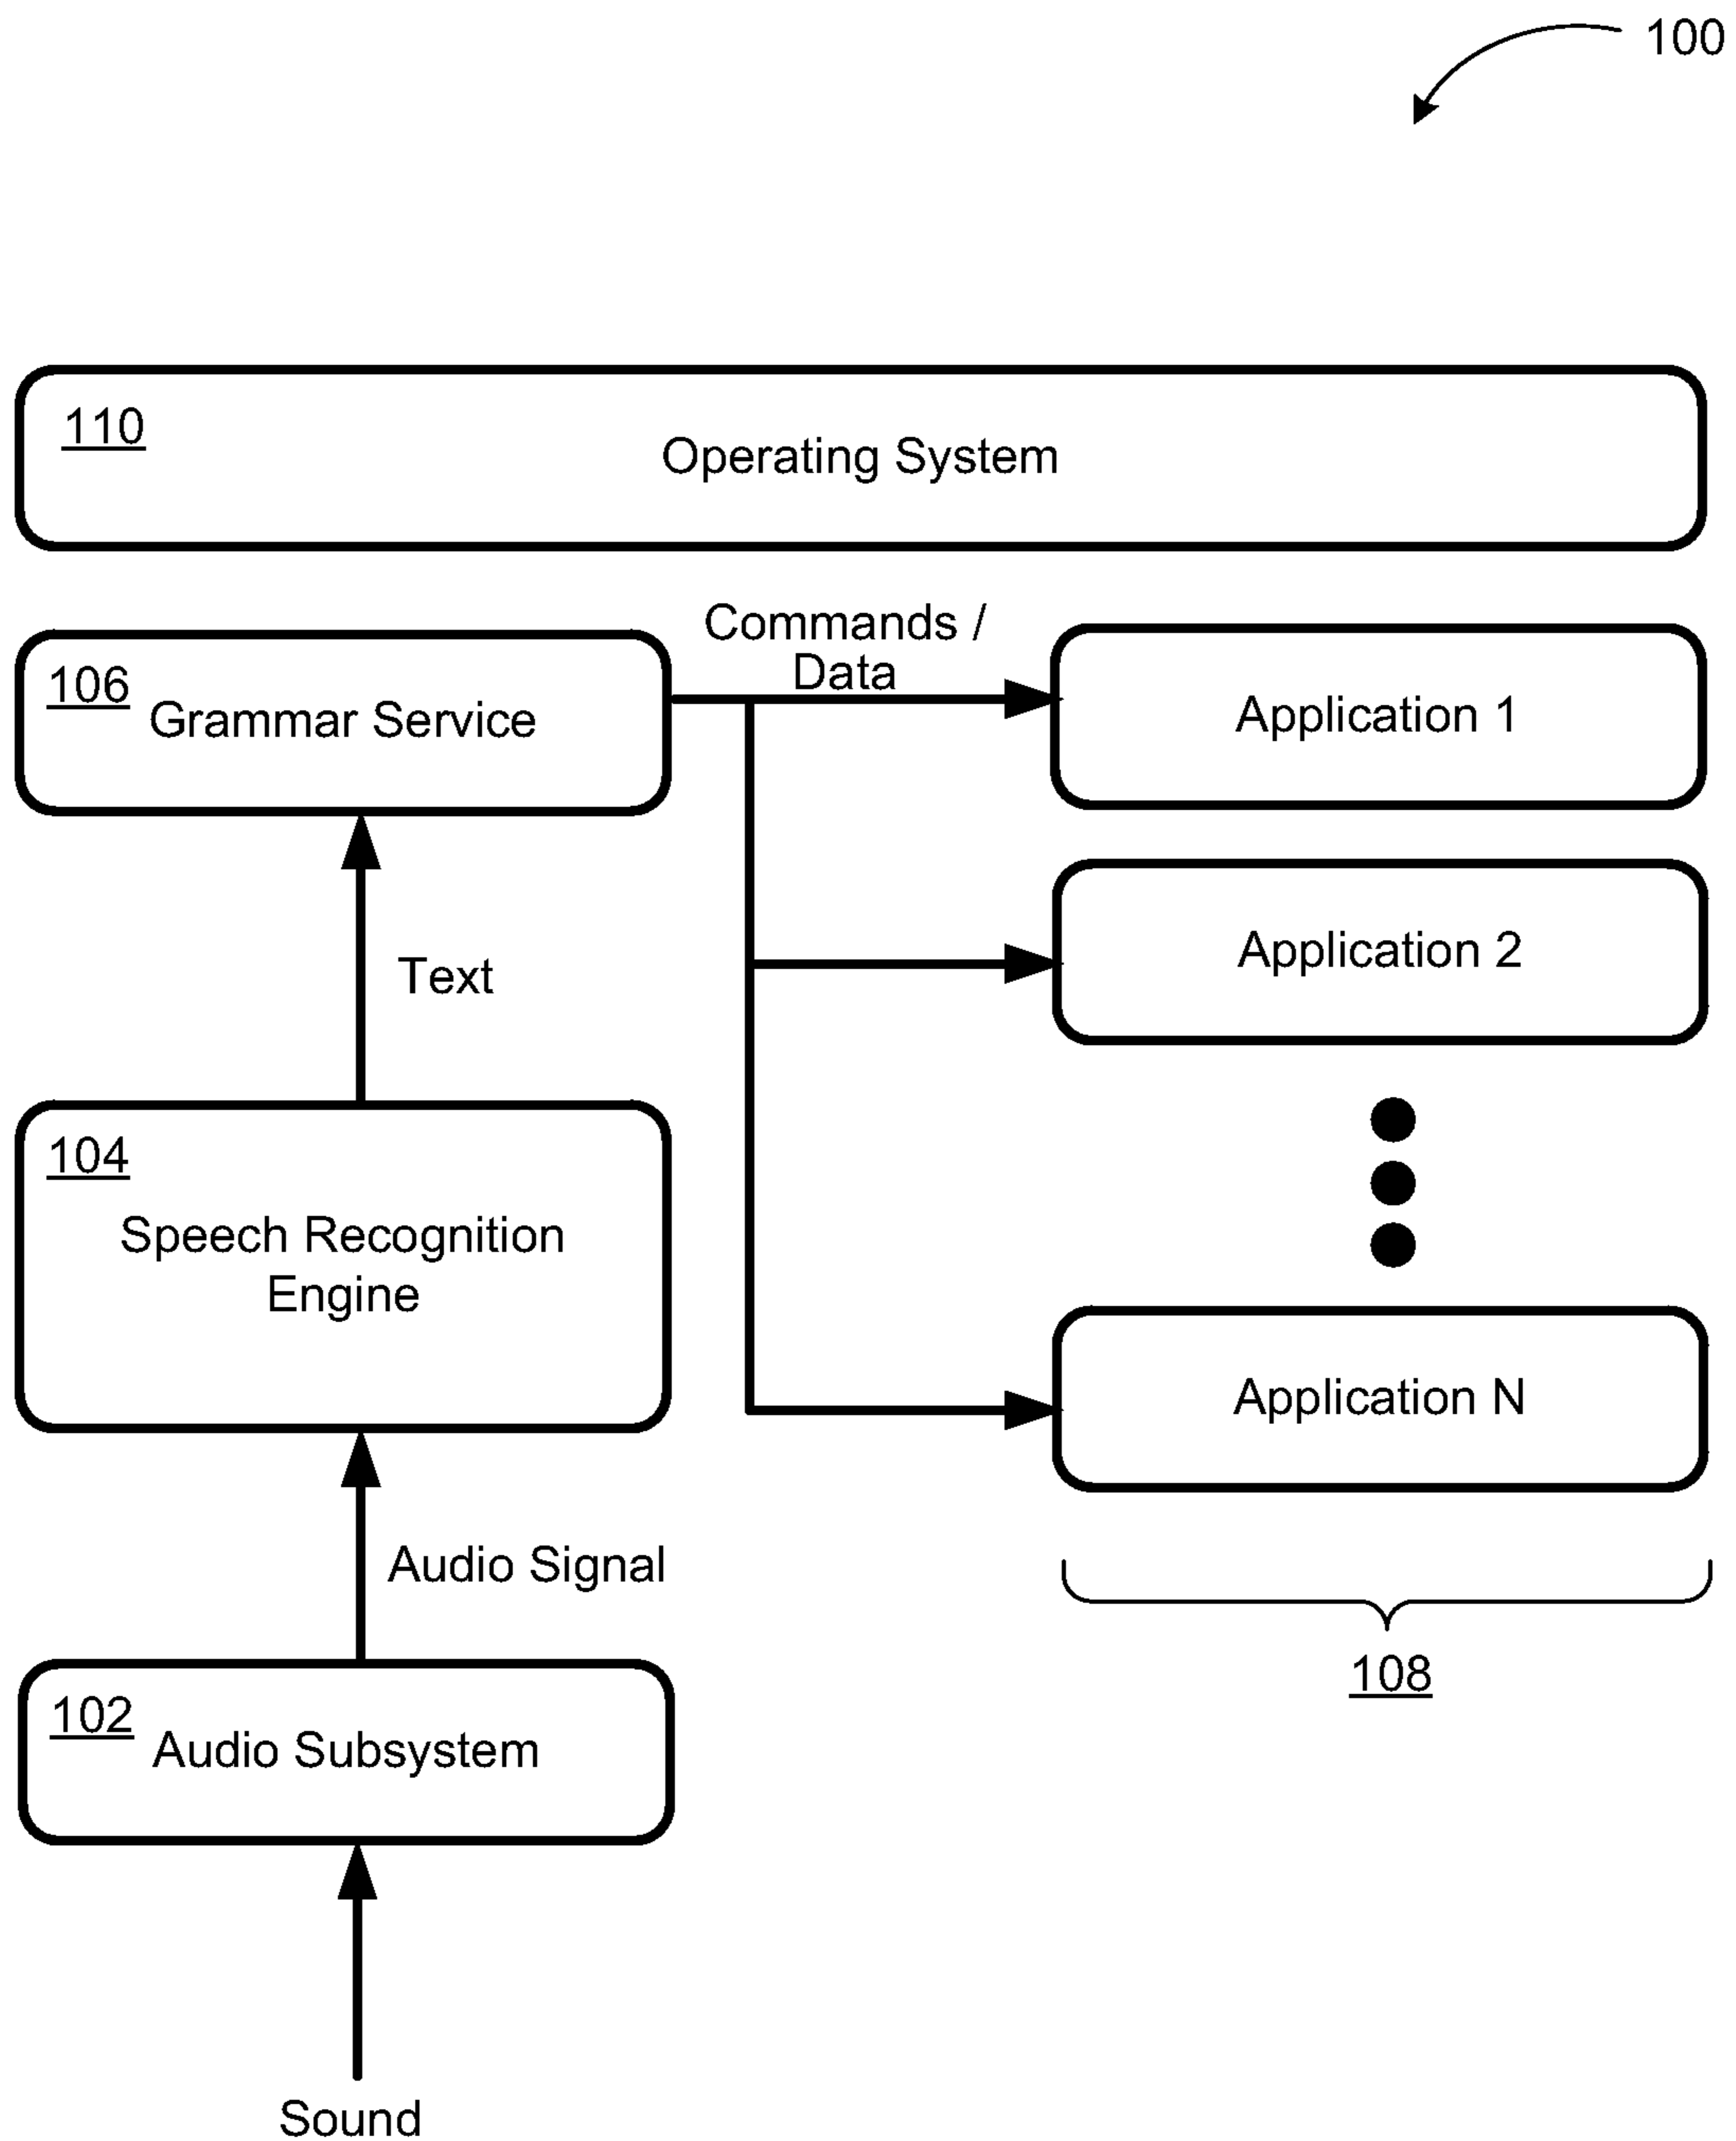 100
110
Operating System
Commands /
Data
106
Grammar Service
Application 1
Application 2
Text
104
Speech Recognition
Engine
Application N
Audio Signal
108
102
Audio Subsystem
Sound